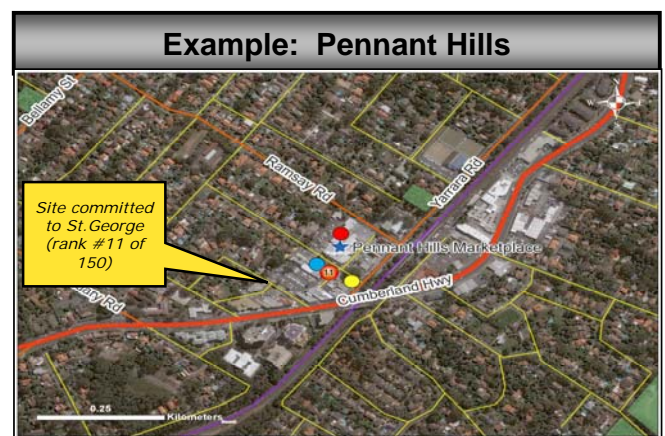 Example: Pennant Hills
Bellamy St
Ramsay Rd
Yarrara Rd
Site committed
to St.George
(rank #11 of
150)
Pennant Hills Marketplace
11
Cumberland Hwy
Rd
0.25
Kilometers